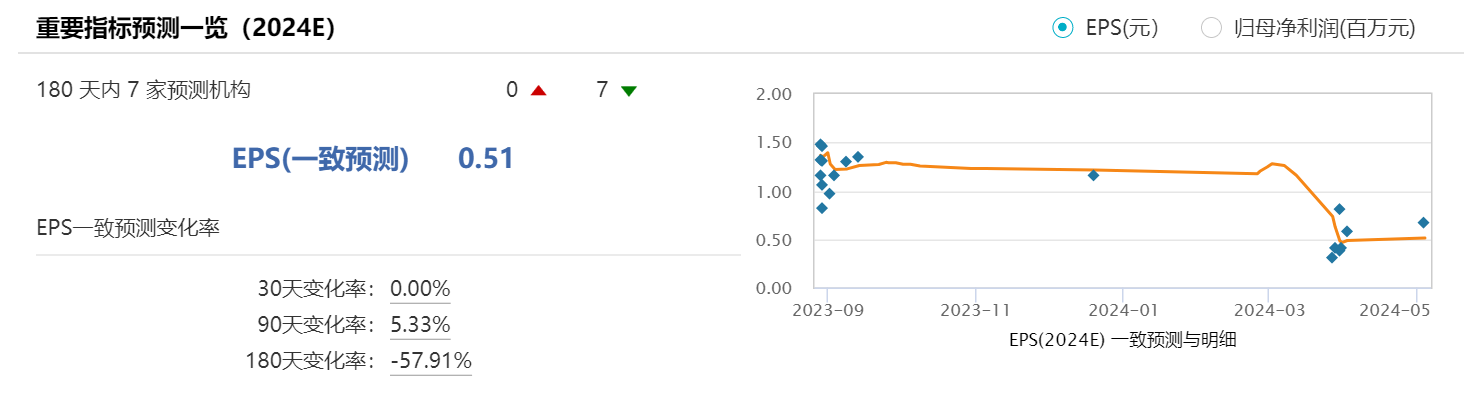 重要指标预测一览（2024E）
EPS(元)
归母净利润(百万元)
180 天内 7 家预测机构
0
7
EPS(一致预测)
0.51
EPS一致预测变化率
30天变化率： 0.00%
90天变化率： 5.33%
180天变化率： -57.91%
2.00
1.50
1.00
0.50
0.00
2023-09 2023-11 2024-01 2024-03 2024-05
EPS(2024E) 一致预测与明细